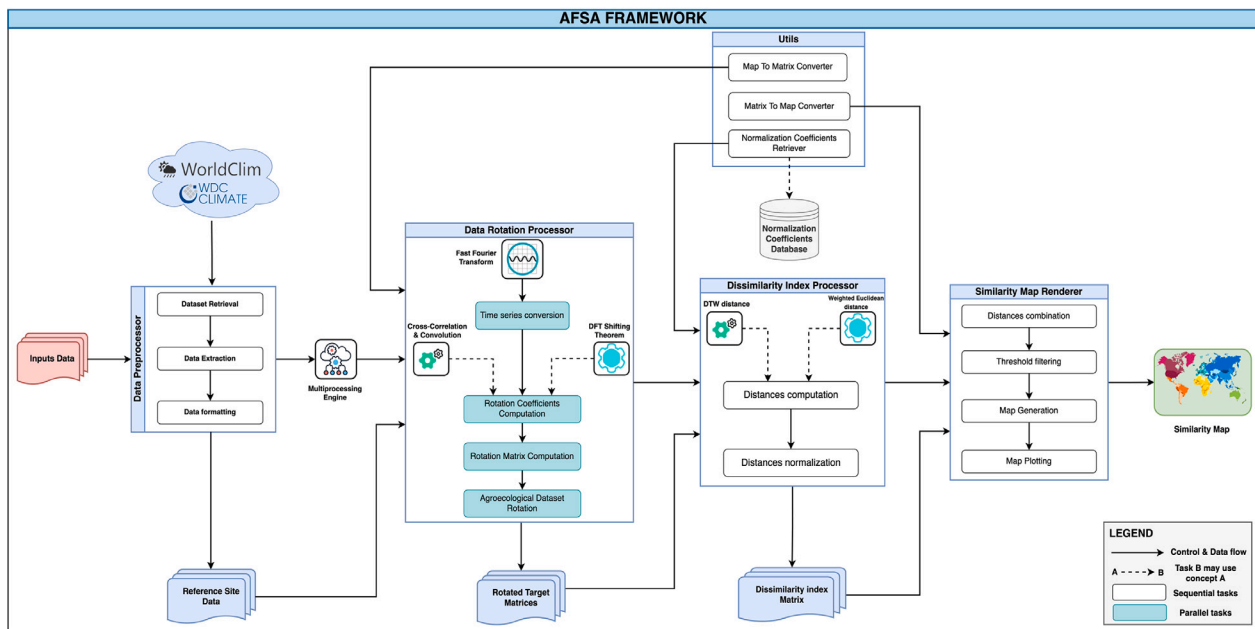 AFSA FRAMEWORK
Utils
Map To Matrix Converter
Matrix To Map Converter
Normalization Coefficients
Retriever
Normalization
Coefficients
Database
WorldClim
WDC
CLIMATE
Inputs Data
Data Preprocessor
Dataset Retrieval
Data Extraction
Data formatting
Multiprocessing
Engine
Data Rotation Processor
Fast Fourier
Transform
Time series conversion
Cross-Correlation
& Convolution
DFT Shifting
Theorem
Rotation Coefficients
Computation
Rotation Matrix Computation
Agroecological Dataset
Rotation
Dissimilarity Index Processor
DTW distance
Weighted Euclidean
distance
Distances computation
Distances normalization
Similarity Map Renderer
Distances combination
Threshold filtering
Map Generation
Map Plotting
Similarity Map
Reference Site
Data
Rotated Target
Matrices
Dissimilarity index
Matrix
LEGEND
Control & Data flow
A B Task B may use
concept A
Sequential tasks
Parallel tasks